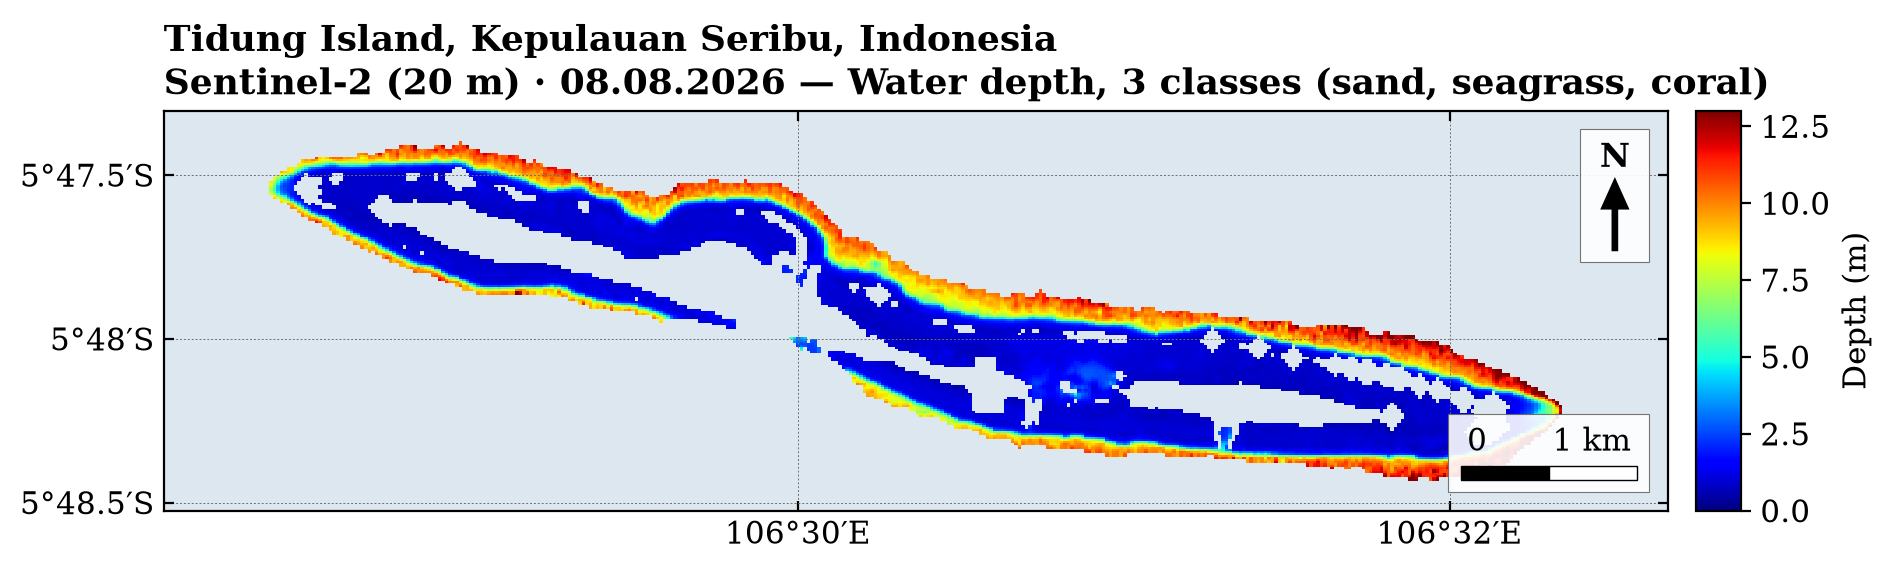 Tidung Island, Kepulauan Seribu, Indonesia
Sentinel-2 (20 m) · 08.08.2026 — Water depth, 3 classes (sand, seagrass, coral)
5°47.5′S
5°48′S
5°48.5′S
106°30′E
106°32′E
N
0 1 km
12.5
10.0
7.5
5.0
2.5
0.0
Depth (m)